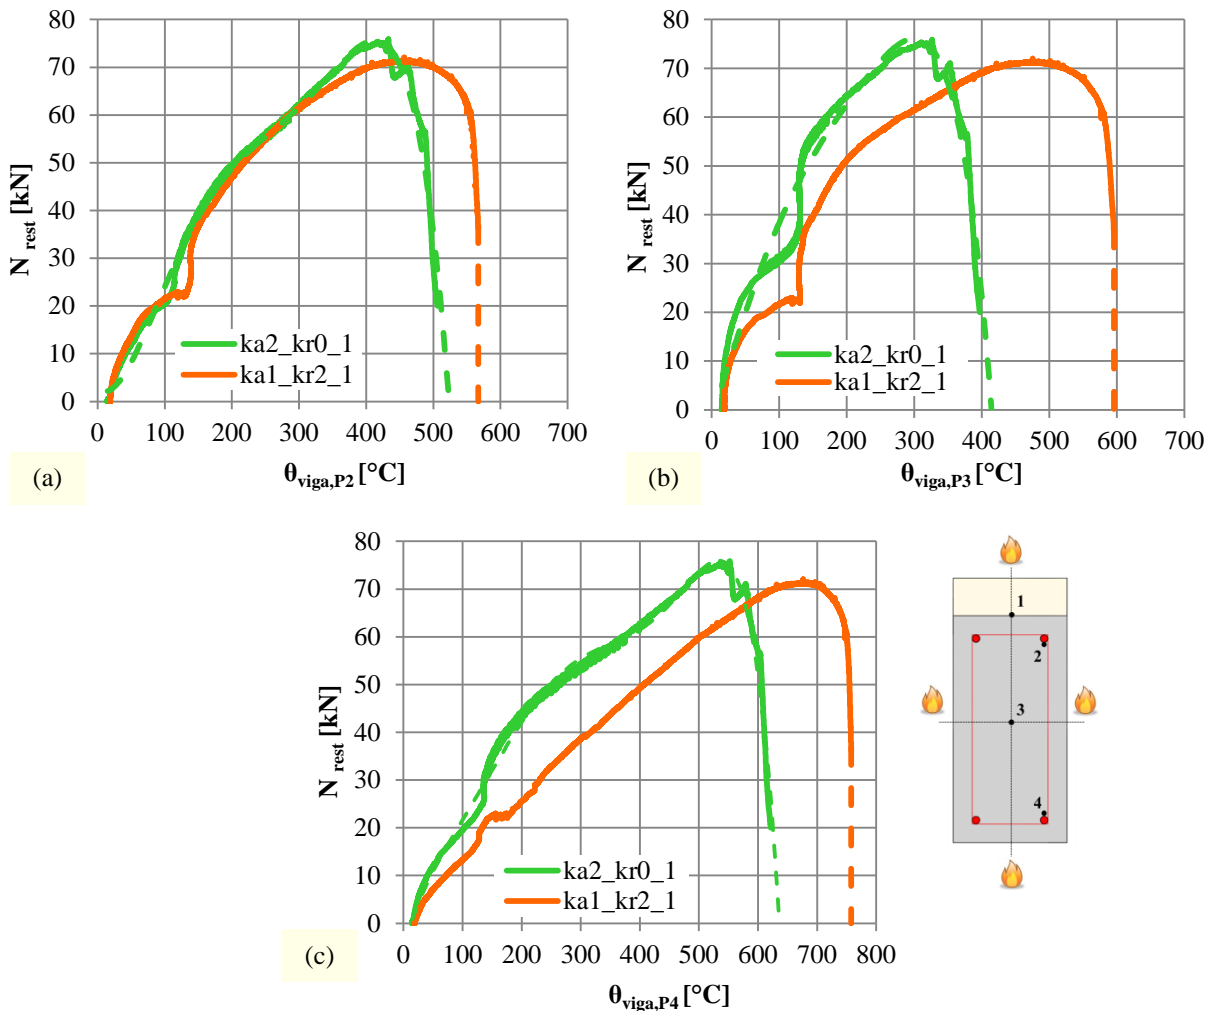 80
70
60
50
40
30
20
10
0
N rest [kN]
ka2_kr0_1
ka1_kr2_1
0 100 200 300 400 500 600 700
θviga,P2 [°C]
(a)
80
70
60
50
40
30
20
10
0
N rest [kN]
ka2_kr0_1
ka1_kr2_1
0 100 200 300 400 500 600 700
θviga,P3 [°C]
(b)
80
70
60
50
40
30
20
10
0
N rest [kN]
ka2_kr0_1
ka1_kr2_1
0 100 200 300 400 500 600 700 800
θviga,P4 [°C]
(c)
1
2
3
4